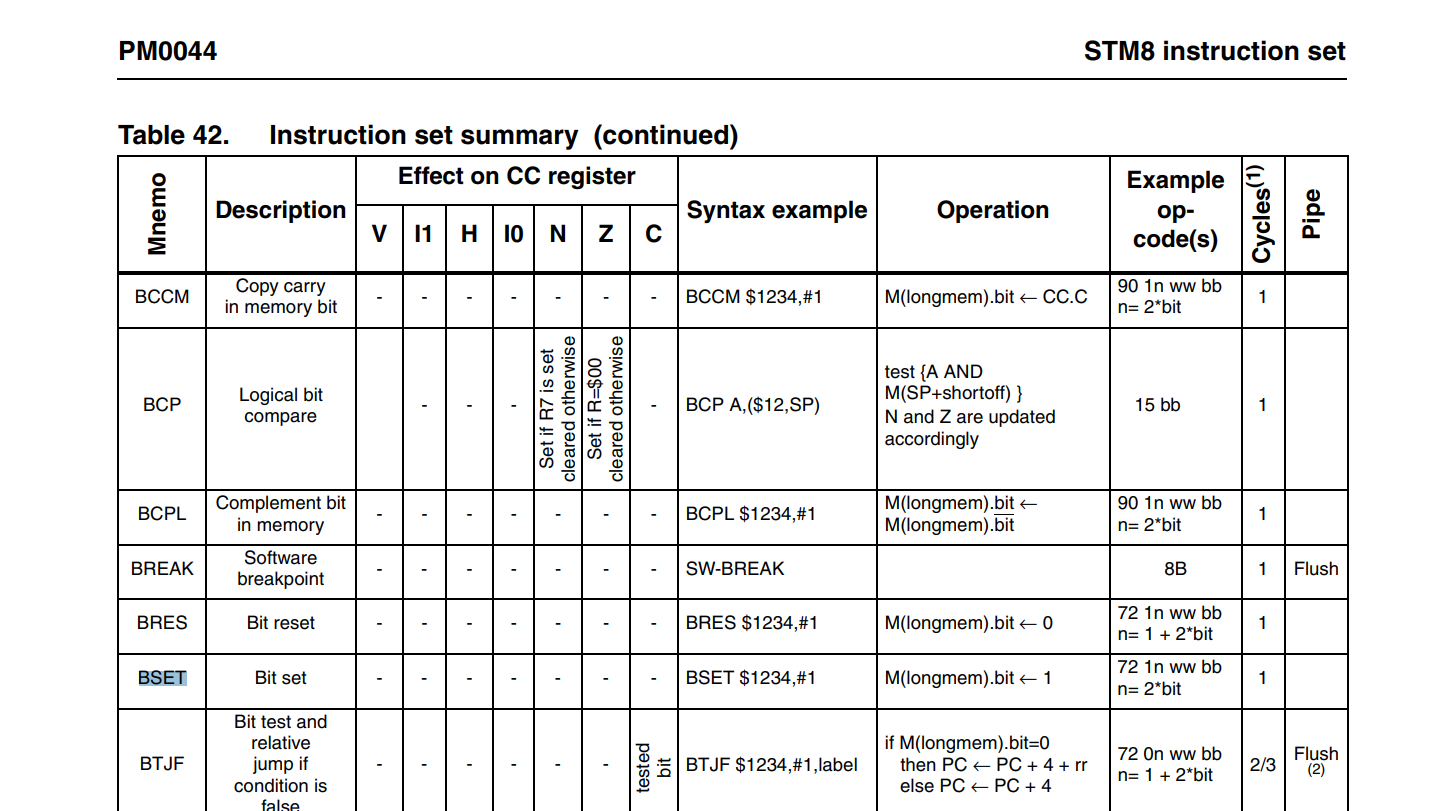 PM0044 STM8 instruction set
Table 42. Instruction set summary (continued)
Mnemo Description Effect on CC register Syntax example Operation Example op-code(s) Cycles(1) Pipe
V I1 H I0 N Z C
BCCM Copy carry in memory bit - - - - - - - BCCM $1234,#1 M(longmem).bit ← CC.C 90 1n ww bb n= 2*bit 1
BCP Logical bit compare - - - Set if R7 is set cleared otherwise Set if R=$00 cleared otherwise - BCP A,($12,SP) test {A AND M(SP+shortoff) } N and Z are updated accordingly 15 bb 1
BCPL Complement bit in memory - - - - - - - BCPL $1234,#1 M(longmem).bit ← M(longmem).bit 90 1n ww bb n= 2*bit 1
BREAK Software breakpoint - - - - - - - SW-BREAK 8B 1 Flush
BRES Bit reset - - - - - - - BRES $1234,#1 M(longmem).bit ← 0 72 1n ww bb n= 1 + 2*bit 1
BSET Bit set - - - - - - - BSET $1234,#1 M(longmem).bit ← 1 72 1n ww bb n= 2*bit 1
BTJF Bit test and relative jump if condition is false - - - - - - tested bit BTJF $1234,#1,label if M(longmem).bit=0 then PC ← PC + 4 + rr else PC ← PC + 4 72 0n ww bb n= 1 + 2*bit 2/3 Flush (2)